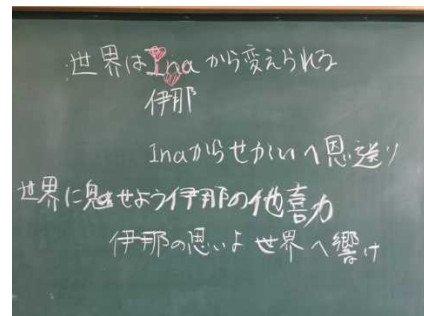 世界はInaから変えられる
伊那
Inaからせかいへ恩送り
世界に魅せよう伊那の他喜力
伊那の思いよ 世界へ響け